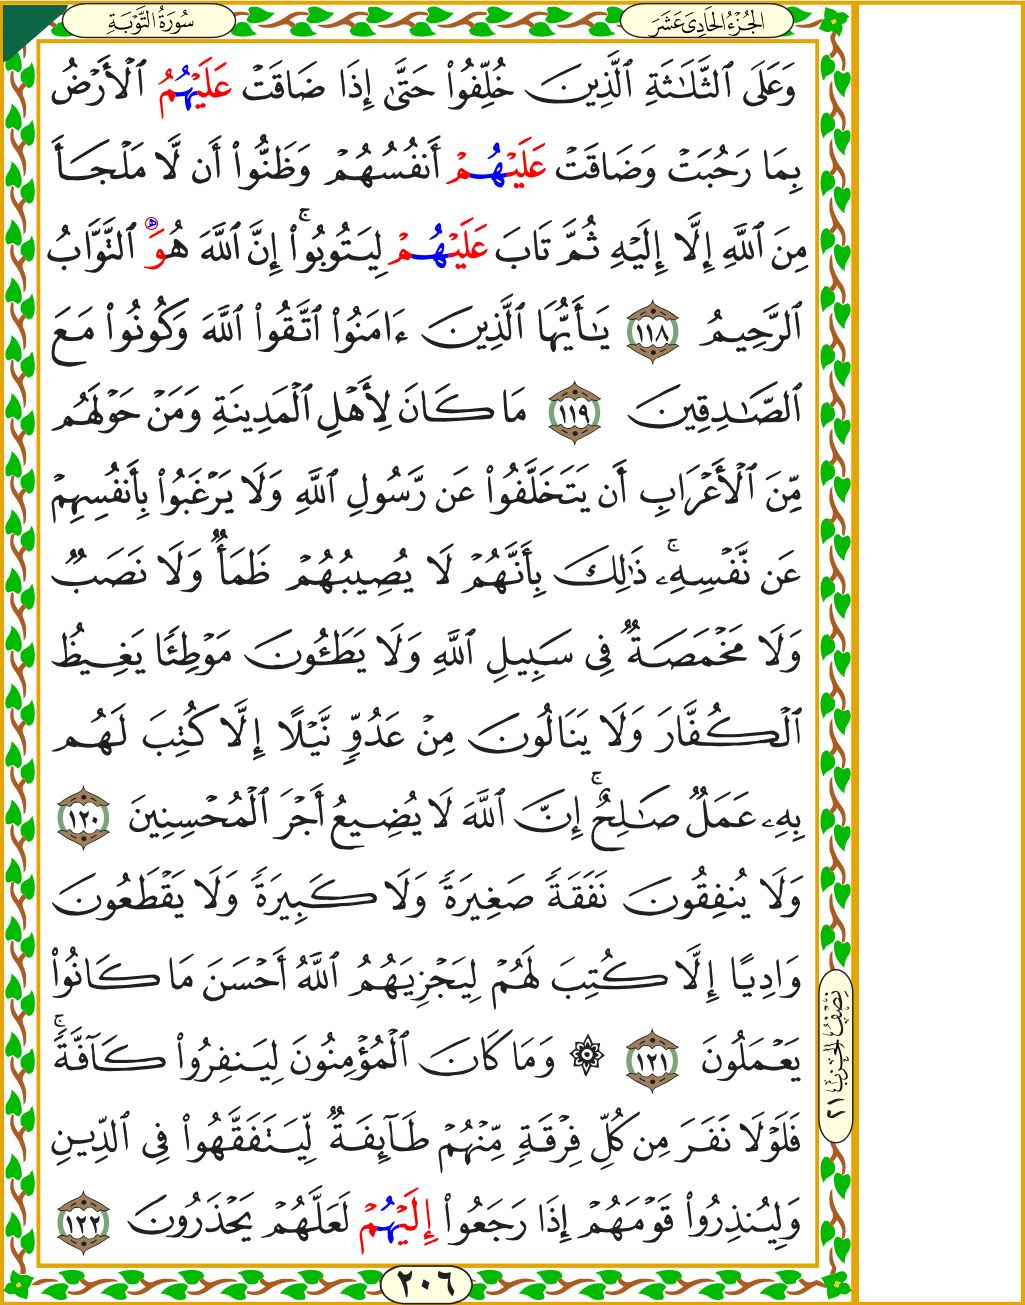 سُورَةُ التَّوْبَةِ
الجُزْءُ الحَادِيَ عَشَرَ
وَعَلَى ٱلثَّلَٰثَةِ ٱلَّذِينَ خُلِّفُوا۟ حَتَّىٰٓ إِذَا ضَاقَتْ عَلَيْهُمُ ٱلْأَرْضُ
بِمَا رَحُبَتْ وَضَاقَتْ عَلَيْهُمْ أَنفُسُهُمْ وَظَنُّوٓا۟ أَن لَّا مَلْجَأَ
مِنَ ٱللَّهِ إِلَّآ إِلَيْهِ ثُمَّ تَابَ عَلَيْهُمْ لِيَتُوبُوٓا۟ ۚ إِنَّ ٱللَّهَ هُوَ ٱلتَّوَّابُ
ٱلرَّحِيمُ ١١٨ يَٰٓأَيُّهَا ٱلَّذِينَ ءَامَنُوا۟ ٱتَّقُوا۟ ٱللَّهَ وَكُونُوا۟ مَعَ
ٱلصَّٰدِقِينَ ١١٩ مَا كَانَ لِأَهْلِ ٱلْمَدِينَةِ وَمَنْ حَوْلَهُم
مِّنَ ٱلْأَعْرَابِ أَن يَتَخَلَّفُوا۟ عَن رَّسُولِ ٱللَّهِ وَلَا يَرْغَبُوا۟ بِأَنفُسِهِمْ
عَن نَّفْسِهِۦ ۚ ذَٰلِكَ بِأَنَّهُمْ لَا يُصِيبُهُمْ ظَمَأٌ وَلَا نَصَبٌ
وَلَا مَخْمَصَةٌ فِى سَبِيلِ ٱللَّهِ وَلَا يَطَـُٔونَ مَوْطِئًا يَغِيظُ
ٱلْكُفَّارَ وَلَا يَنَالُونَ مِنْ عَدُوٍّ نَّيْلًا إِلَّا كُتِبَ لَهُم
بِهِۦ عَمَلٌ صَٰلِحٌ ۚ إِنَّ ٱللَّهَ لَا يُضِيعُ أَجْرَ ٱلْمُحْسِنِينَ ١٢٠
وَلَا يُنفِقُونَ نَفَقَةً صَغِيرَةً وَلَا كَبِيرَةً وَلَا يَقْطَعُونَ
وَادِيًا إِلَّا كُتِبَ لَهُمْ لِيَجْزِيَهُمُ ٱللَّهُ أَحْسَنَ مَا كَانُوا۟
يَعْمَلُونَ ١٢١ ۞ وَمَا كَانَ ٱلْمُؤْمِنُونَ لِيَنفِرُوا۟ كَآفَّةً ۚ
فَلَوْلَا نَفَرَ مِن كُلِّ فِرْقَةٍ مِّنْهُمْ طَآئِفَةٌ لِّيَتَفَقَّهُوا۟ فِى ٱلدِّينِ
وَلِيُنذِرُوا۟ قَوْمَهُمْ إِذَا رَجَعُوٓا۟ إِلَيْهُمْ لَعَلَّهُمْ يَحْذَرُونَ ١٢٢
نِصْفُ الحِزْبِ ٢١
٢٠٦